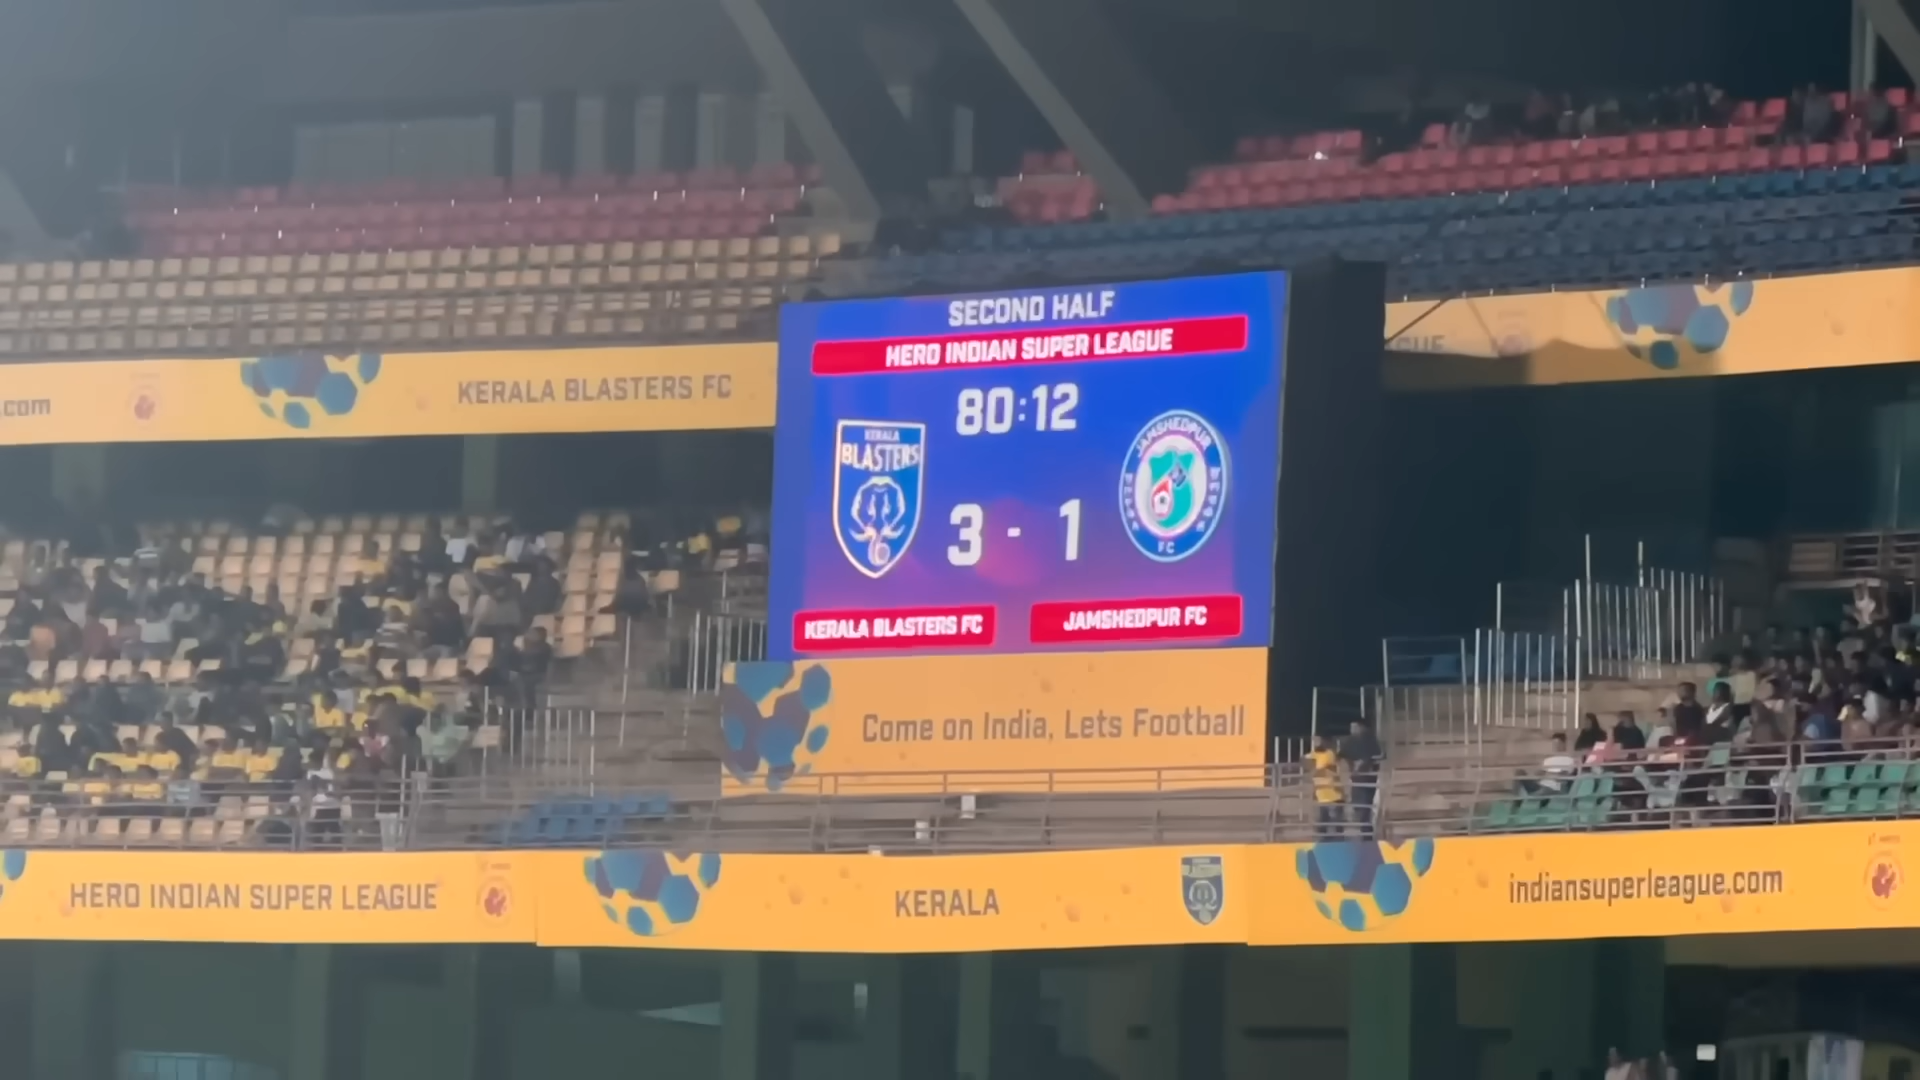 SECOND HALF
HERO INDIAN SUPER LEAGUE
80:12
KERALA
BLASTERS
JAMSHEDPUR
FC
3 - 1
KERALA BLASTERS FC
JAMSHEDPUR FC
.com
KERALA BLASTERS FC
Come on India, Lets Football
HERO INDIAN SUPER LEAGUE
KERALA
indiansuperleague.com